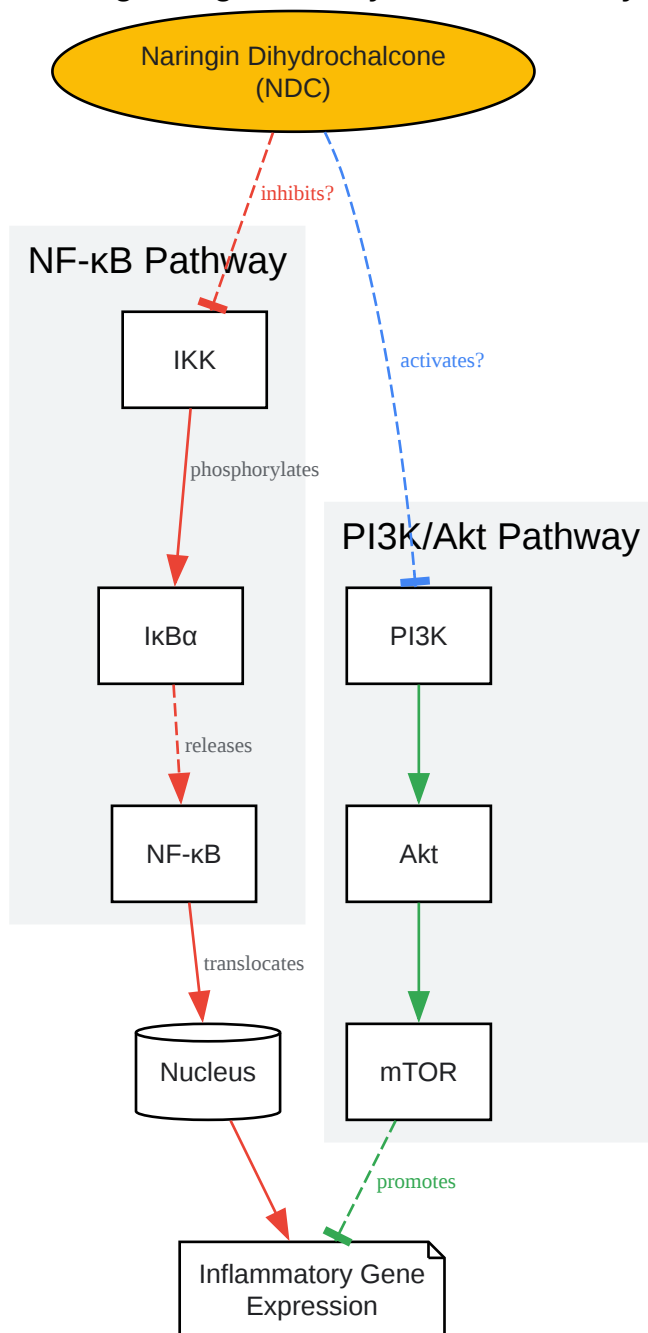 Naringin Dihydrochalcone
(NDC)
inhibits?
NF-κB Pathway
IKK
activates?
phosphorylates
PI3K/Akt Pathway
IκBα
PI3K
releases
NF-κB
Akt
translocates
Nucleus
mTOR
promotes
Inflammatory Gene
Expression